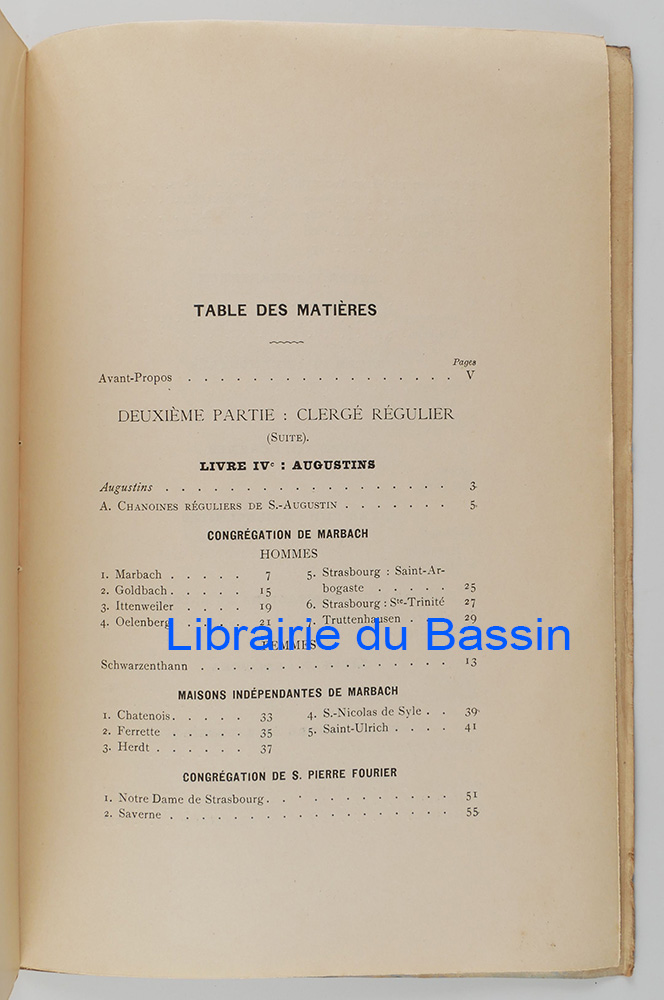 TABLE DES MATIÈRES
Pages
Avant-Propos . . . . . . . . . . . . . . . . . V
DEUXIÈME PARTIE : CLERGÉ RÉGULIER
(Suite).
LIVRE IVe : AUGUSTINS
Augustins . . . . . . . . . . . . . . . . . . 3
A. Chanoines réguliers de S.-Augustin . . . . . . . 5
CONGRÉGATION DE MARBACH
HOMMES
1. Marbach . . . . . 7
2. Goldbach . . . . . 15
3. Ittenweiler . . . . 19
4. Oelenberg . . . . 21
5. Strasbourg : Saint-Ar-
bogaste . . . . . 25
6. Strasbourg : Ste-Trinité 27
7. Truttenhausen . . . 29
Librairie du Bassin
FEMMES
Schwarzenthann . . . . . . . . . . . . . . . . 13
MAISONS INDÉPENDANTES DE MARBACH
1. Chatenois . . . . . 33
2. Ferrette . . . . . 35
3. Herdt . . . . . . 37
4. S.-Nicolas de Syle . . 39
5. Saint-Ulrich . . . . 41
CONGRÉGATION DE S. PIERRE FOURIER
1. Notre Dame de Strasbourg . . . . . . . . . . . 51
2. Saverne . . . . . . . . . . . . . . . . . . 55